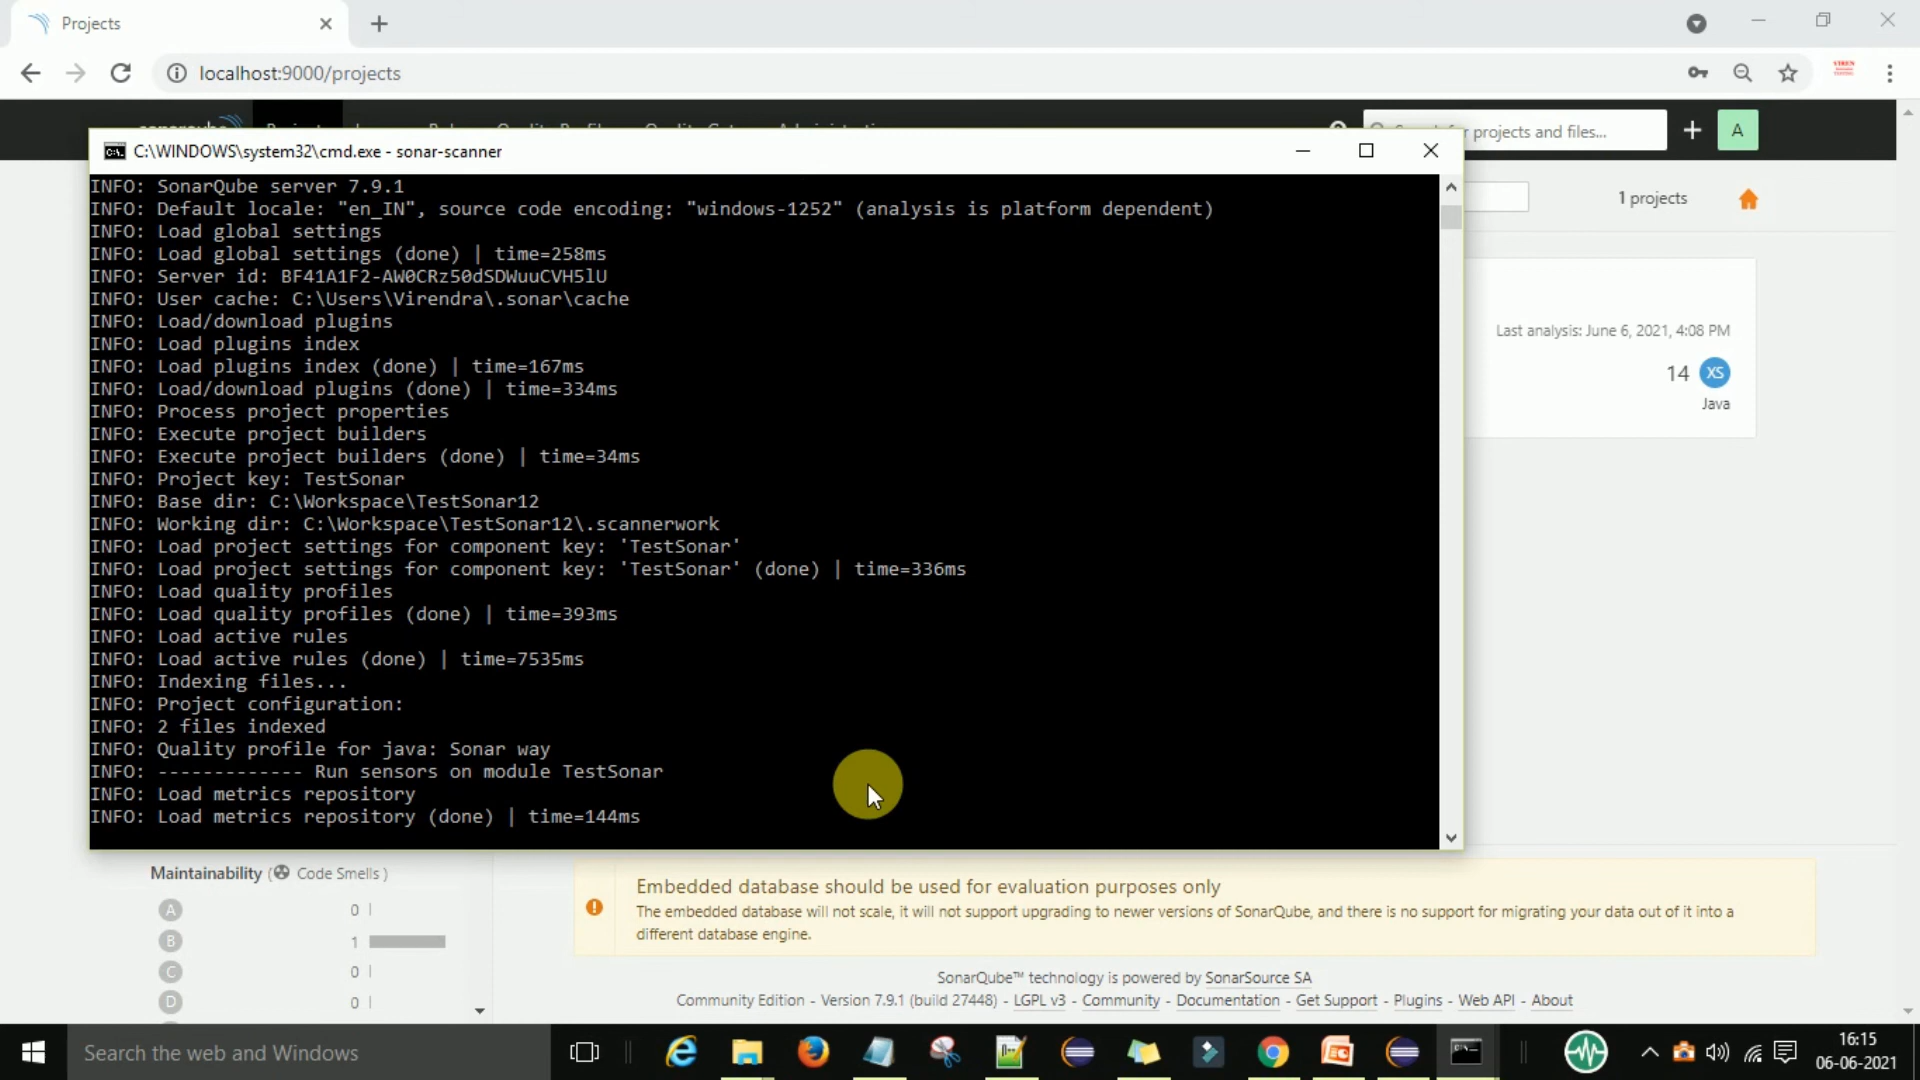 Projects
localhost:9000/projects
VIREN
C:\WINDOWS\system32\cmd.exe - sonar-scanner
for projects and files...
A
1 projects
INFO: SonarQube server 7.9.1
INFO: Default locale: "en_IN", source code encoding: "windows-1252" (analysis is platform dependent)
INFO: Load global settings
INFO: Load global settings (done) | time=258ms
INFO: Server id: BF41A1F2-AW0CRz50dSDWuuCVH5lU
INFO: User cache: C:\Users\Virendra\.sonar\cache
INFO: Load/download plugins
INFO: Load plugins index
INFO: Load plugins index (done) | time=167ms
INFO: Load/download plugins (done) | time=334ms
INFO: Process project properties
INFO: Execute project builders
INFO: Execute project builders (done) | time=34ms
INFO: Project key: TestSonar
INFO: Base dir: C:\Workspace\TestSonar12
INFO: Working dir: C:\Workspace\TestSonar12\.scannerwork
INFO: Load project settings for component key: 'TestSonar'
INFO: Load project settings for component key: 'TestSonar' (done) | time=336ms
INFO: Load quality profiles
INFO: Load quality profiles (done) | time=393ms
INFO: Load active rules
INFO: Load active rules (done) | time=7535ms
INFO: Indexing files...
INFO: Project configuration:
INFO: 2 files indexed
INFO: Quality profile for java: Sonar way
INFO: ------------- Run sensors on module TestSonar
INFO: Load metrics repository
INFO: Load metrics repository (done) | time=144ms
Last analysis: June 6, 2021, 4:08 PM
14 XS
Java
Maintainability ( Code Smells )
A 0
B 1
C 0
D 0
Embedded database should be used for evaluation purposes only
The embedded database will not scale, it will not support upgrading to newer versions of SonarQube, and there is no support for migrating your data out of it into a
different database engine.
SonarQube™ technology is powered by SonarSource SA
Community Edition - Version 7.9.1 (build 27448) - LGPL v3 - Community - Documentation - Get Support - Plugins - Web API - About
Search the web and Windows
16:15
06-06-2021